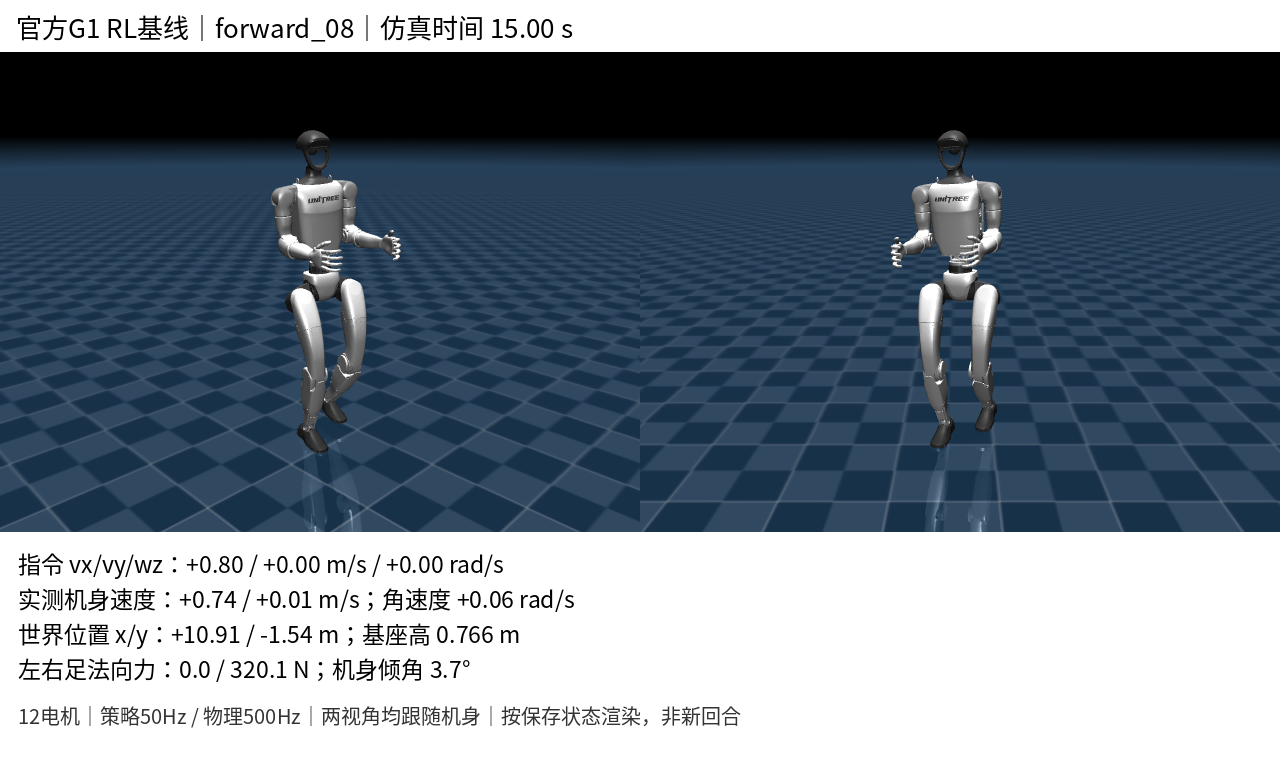 官方G1 RL基线｜forward_08｜仿真时间 15.00 s
UNITREE
UNITREE
指令 vx/vy/wz：+0.80 / +0.00 m/s / +0.00 rad/s
实测机身速度：+0.74 / +0.01 m/s；角速度 +0.06 rad/s
世界位置 x/y：+10.91 / -1.54 m；基座高 0.766 m
左右足法向力：0.0 / 320.1 N；机身倾角 3.7°
12电机｜策略50Hz / 物理500Hz｜两视角均跟随机身｜按保存状态渲染，非新回合